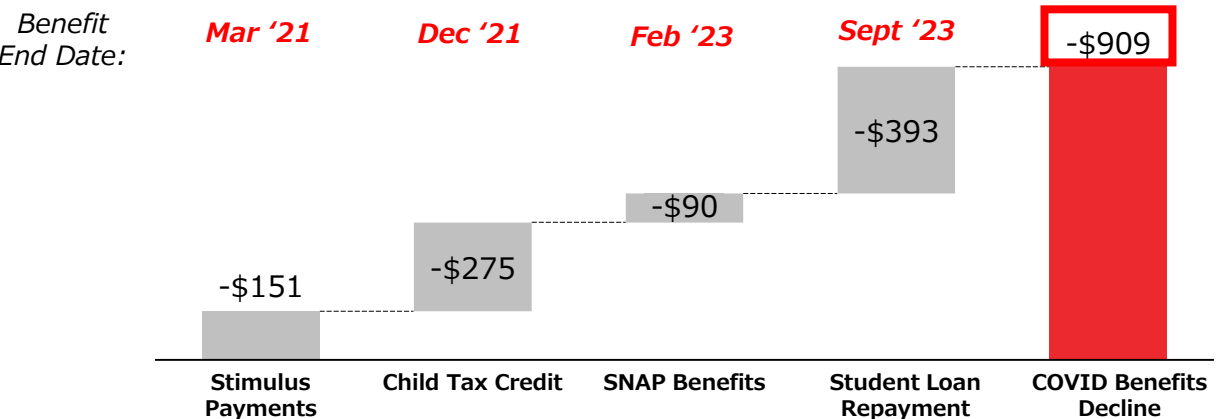 Benefit
End Date:
Mar ‘21
Dec ‘21
Feb ‘23
Sept ‘23
-$909
-$393
-$90
-$275
-$151
Stimulus
Payments
Child Tax Credit
SNAP Benefits
Student Loan
Repayment
COVID Benefits
Decline